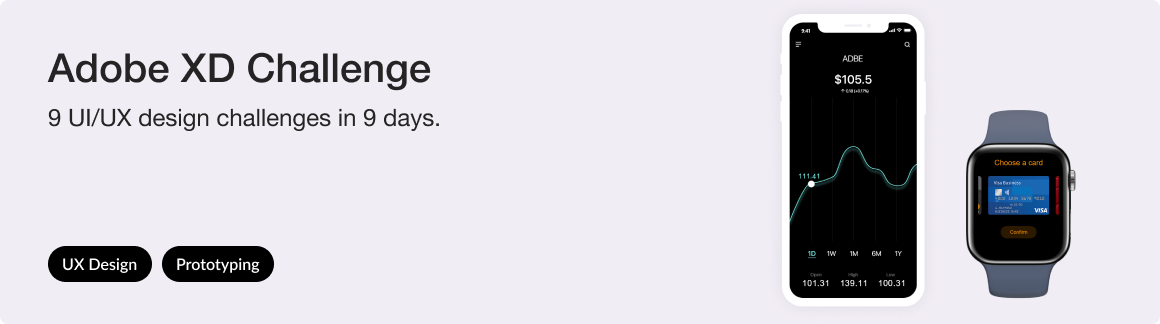 Adobe XD Challenge
9 UI/UX design challenges in 9 days.
UX Design
Prototyping
9:41
ADBE
$105.5
111.41
1D 1W 1M 6M 1Y
Open High Low
101.31 139.11 100.31
Choose a card
Visa Business
VISA
Confirm